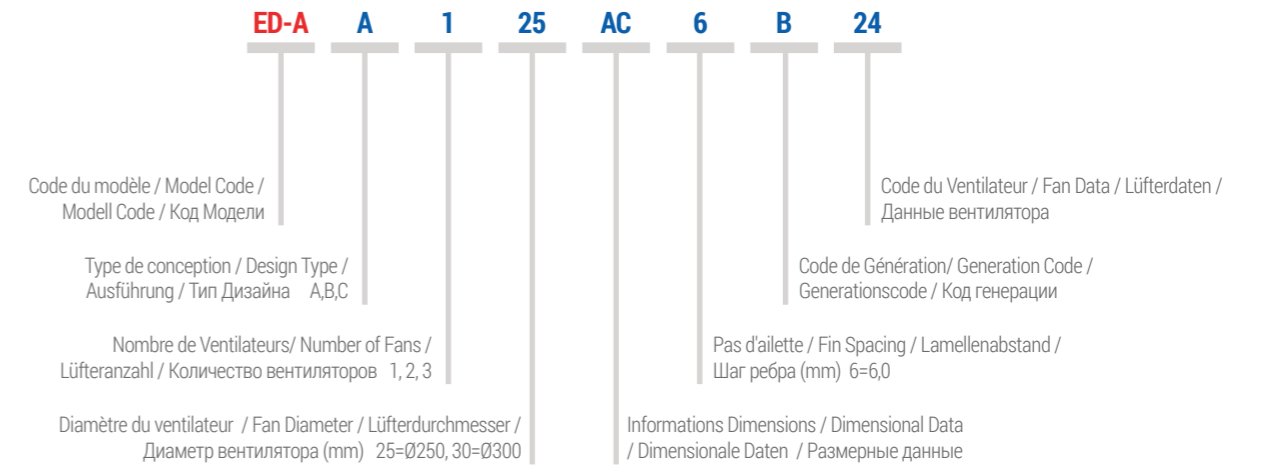 ED-A A 1 25 AC 6 B 24
Code du modèle / Model Code /
Modell Code / Код Модели
Code du Ventilateur / Fan Data / Lüfterdaten /
Данные вентилятора
Type de conception / Design Type /
Ausführung / Тип Дизайна A,B,C
Code de Génération/ Generation Code /
Generationscode / Код генерации
Nombre de Ventilateurs/ Number of Fans /
Lüfteranzahl / Количество вентиляторов 1, 2, 3
Pas d'ailette / Fin Spacing / Lamellenabstand /
Шаг ребра (mm) 6=6,0
Diamètre du ventilateur / Fan Diameter / Lüfterdurchmesser /
Диаметр вентилятора (mm) 25=Ø250, 30=Ø300
Informations Dimensions / Dimensional Data
/ Dimensionale Daten / Размерные данные